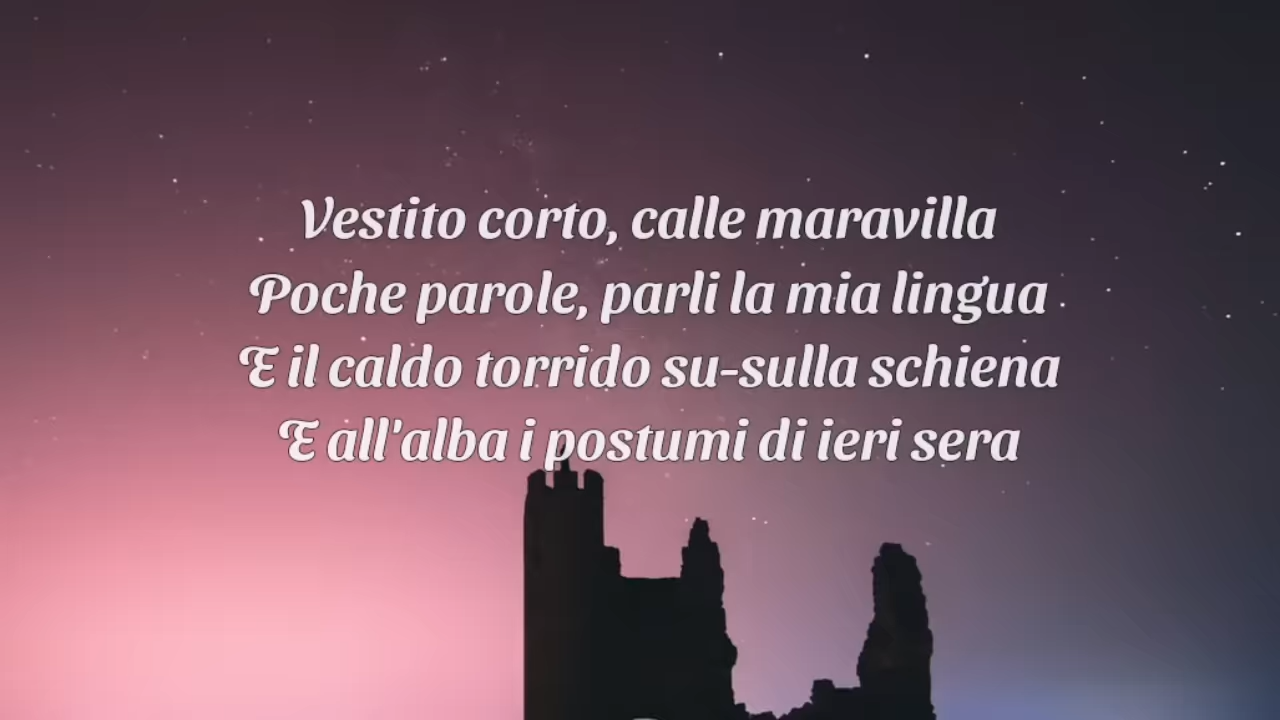 Vestito corto, calle maravilla
Poche parole, parli la mia lingua
E il caldo torrido su-sulla schiena
E all'alba i postumi di ieri sera